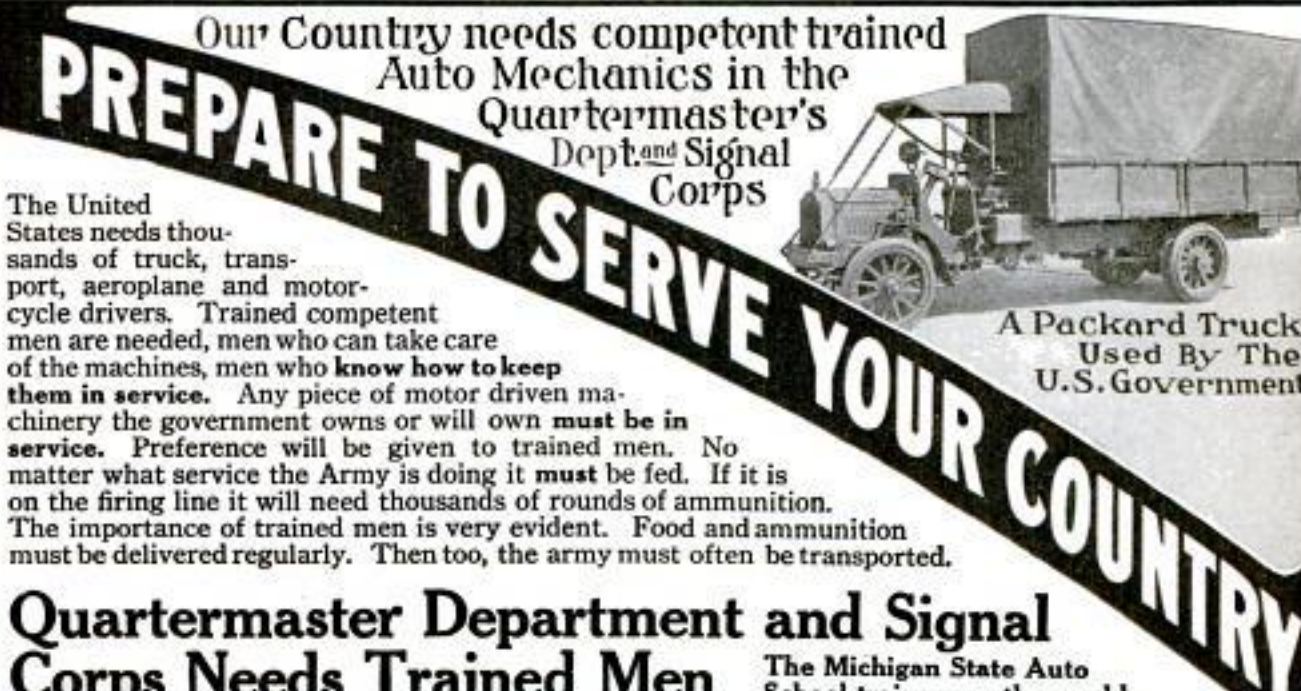 Our Country needs competent trained
Auto Mechanics in the
Quartermaster's
Dept. and Signal
Corps
PREPARE TO SERVE YOUR COUNTRY
A Packard Truck
Used By The
U.S. Government
The United
States needs thou-
sands of truck, trans-
port, aeroplane and motor-
cycle drivers. Trained competent
men are needed, men who can take care
of the machines, men who know how to keep
them in service. Any piece of motor driven ma-
chinery the government owns or will own must be in
service. Preference will be given to trained men. No
matter what service the Army is doing it must be fed. If it is
on the firing line it will need thousands of rounds of ammunition.
The importance of trained men is very evident. Food and ammunition
must be delivered regularly. Then too, the army must often be transported.
Quartermaster Department and Signal
Corps Needs Trained Men
The Michigan State Auto